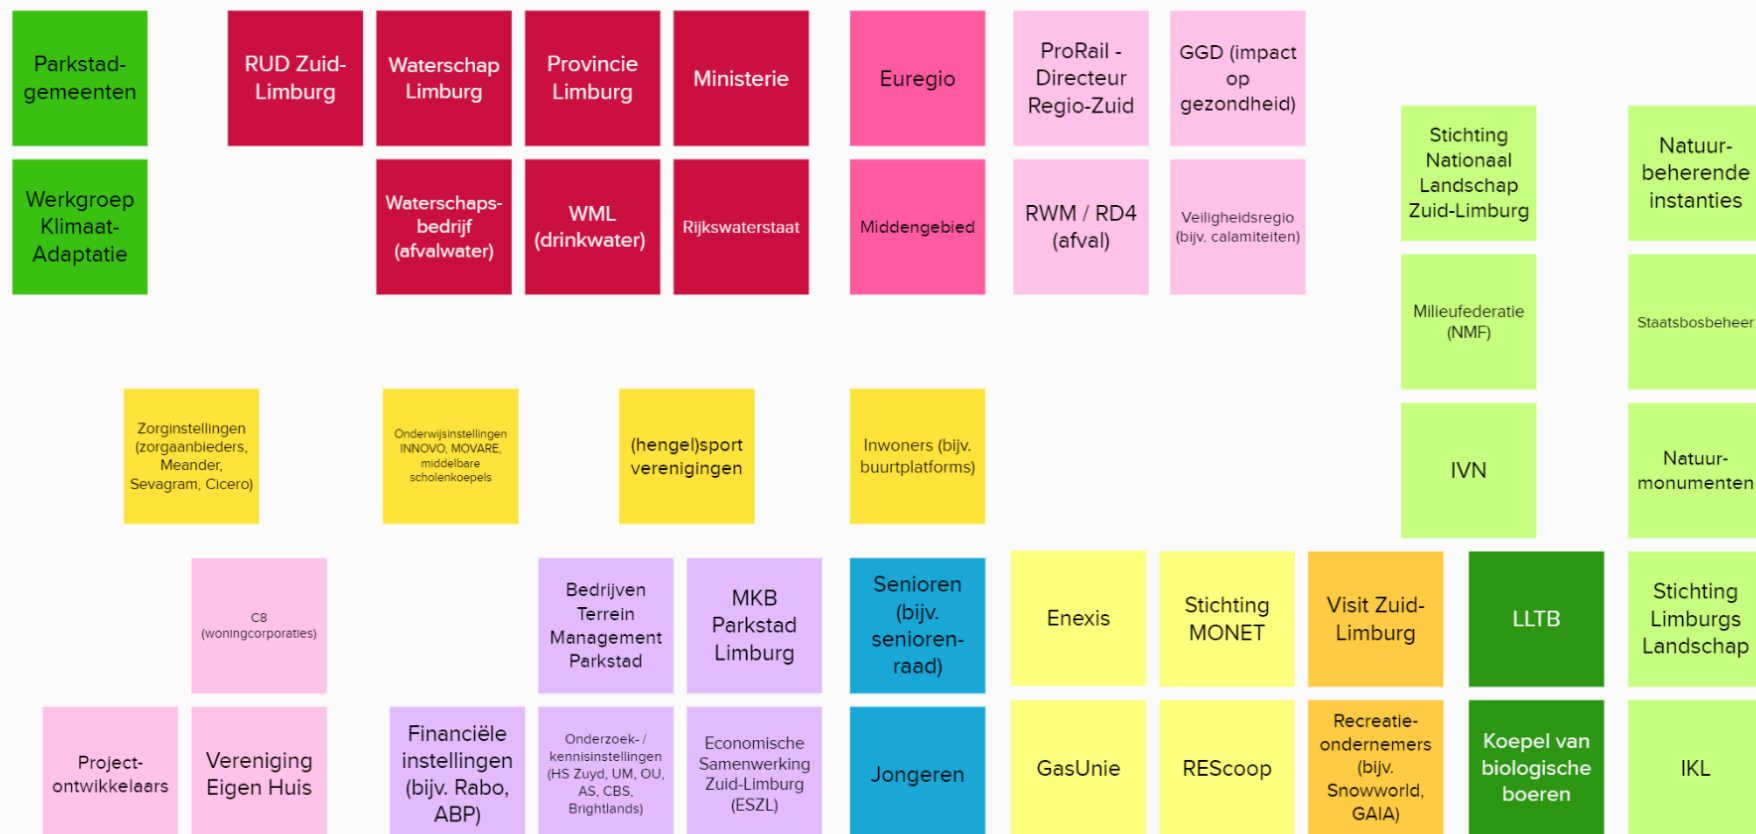 Parkstad-
gemeenten
RUD Zuid-
Limburg
Waterschap
Limburg
Provincie
Limburg
Ministerie
Euregio
ProRail -
Directeur
Regio-Zuid
GGD (impact
op
gezondheid)
Stichting
Nationaal
Landschap
Zuid-Limburg
Natuur-
beherende
instanties
Werkgroep
Klimaat-
Adaptatie
Waterschaps-
bedrijf
(afvalwater)
WML
(drinkwater)
Rijkswaterstaat
Middengebied
RWM / RD4
(afval)
Veiligheidsregio
(bijv. calamiteiten)
Milieufederatie
(NMF)
Staatsbosbeheer
Zorginstellingen
(zorgaanbieders,
Meander,
Sevagram, Cicero)
Onderwijsinstellingen
INNOVO, MOVARE,
middelbare
scholenkoepels
(hengel)sport
verenigingen
Inwoners (bijv.
buurtplatforms)
IVN
Natuur-
monumenten
C8
(woningcorporaties)
Bedrijven
Terrein
Management
Parkstad
MKB
Parkstad
Limburg
Senioren
(bijv.
senioren-
raad)
Enexis
Stichting
MONET
Visit Zuid-
Limburg
LLTB
Stichting
Limburgs
Landschap
Project-
ontwikkelaars
Vereniging
Eigen Huis
Financiële
instellingen
(bijv. Rabo,
ABP)
Onderzoek- /
kennisinstellingen
(HS Zuyd, UM, OU,
AS, CBS,
Brightlands)
Economische
Samenwerking
Zuid-Limburg
(ESZL)
Jongeren
GasUnie
REScoop
Recreatie-
ondernemers
(bijv.
Snowworld,
GAIA)
Koepel van
biologische
boeren
IKL